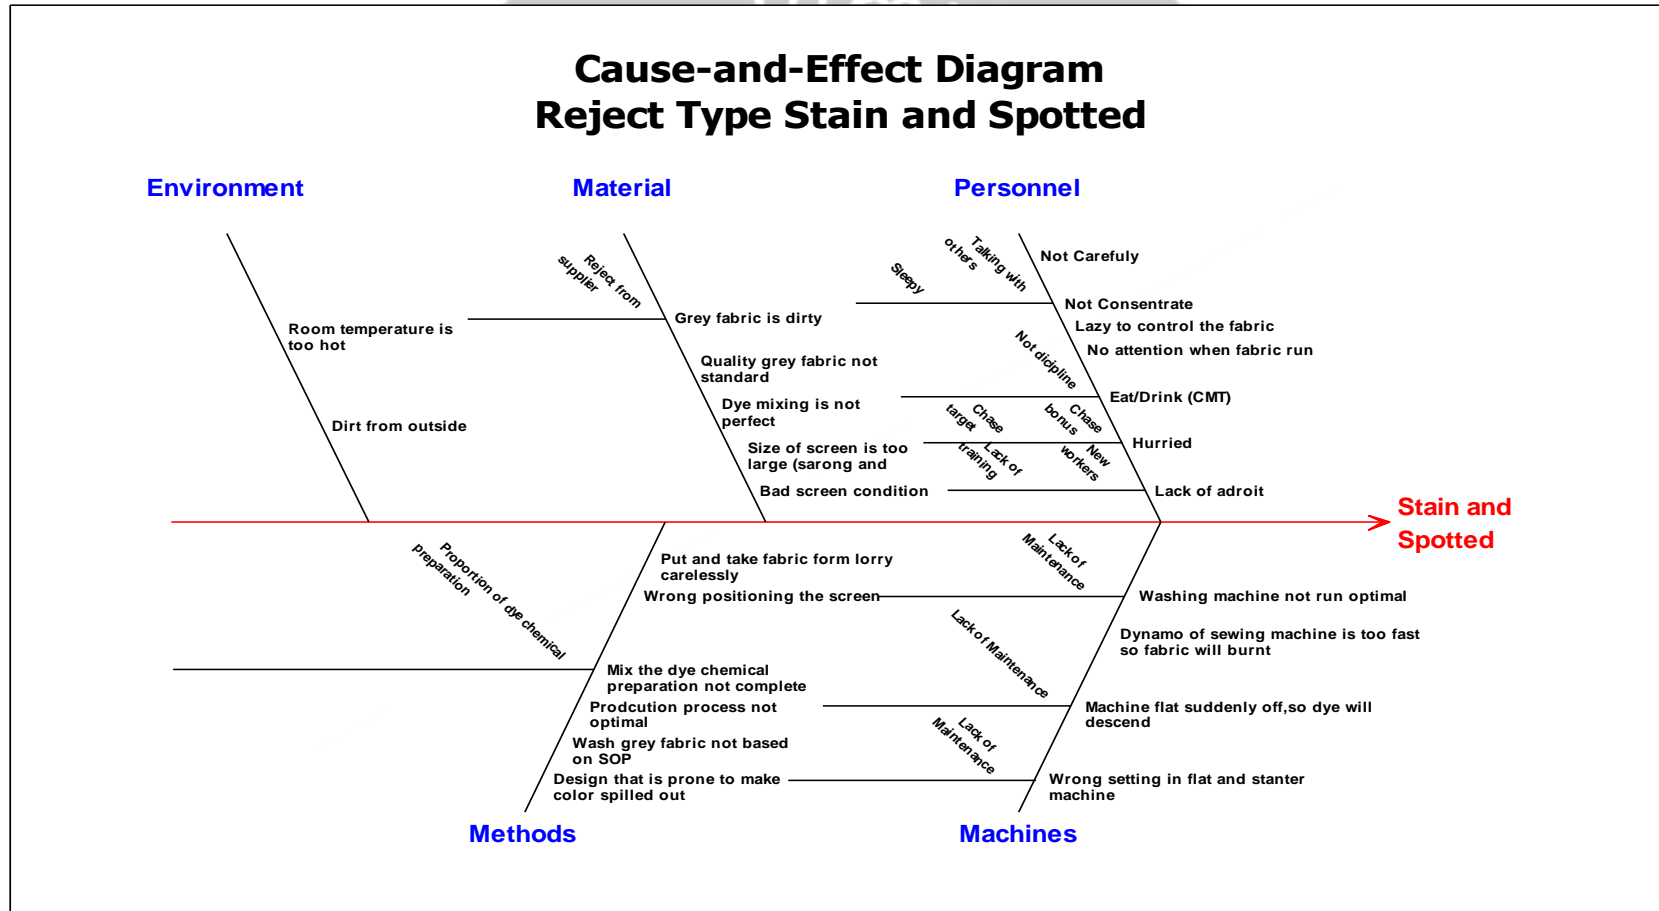 Cause-and-Effect Diagram
Reject Type Stain and Spotted
Environment
Material
Personnel
Room temperature is
too hot
Dirt from outside
Reject from
supplier
Grey fabric is dirty
Quality grey fabric not
standard
Dye mixing is not
perfect
Size of screen is too
large (sarong and
Bad screen condition
Not Carefuly
Talking with
others
Sleepy
Not Consentrate
Lazy to control the fabric
No attention when fabric run
Not dicipline
Eat/Drink (CMT)
Chase
bonus
Chase
target
Hurried
New
workers
Lack of
training
Lack of adroit
Stain and
Spotted
Put and take fabric form lorry
carelessly
Wrong positioning the screen
Proportion of dye chemical
preparation
Mix the dye chemical
preparation not complete
Prodcution process not
optimal
Wash grey fabric not based
on SOP
Design that is prone to make
color spilled out
Lack of
Maintenance
Washing machine not run optimal
Dynamo of sewing machine is too fast
so fabric will burnt
Lack of Maintenance
Machine flat suddenly off,so dye will
descend
Lack of
Maintenance
Wrong setting in flat and stanter
machine
Methods
Machines